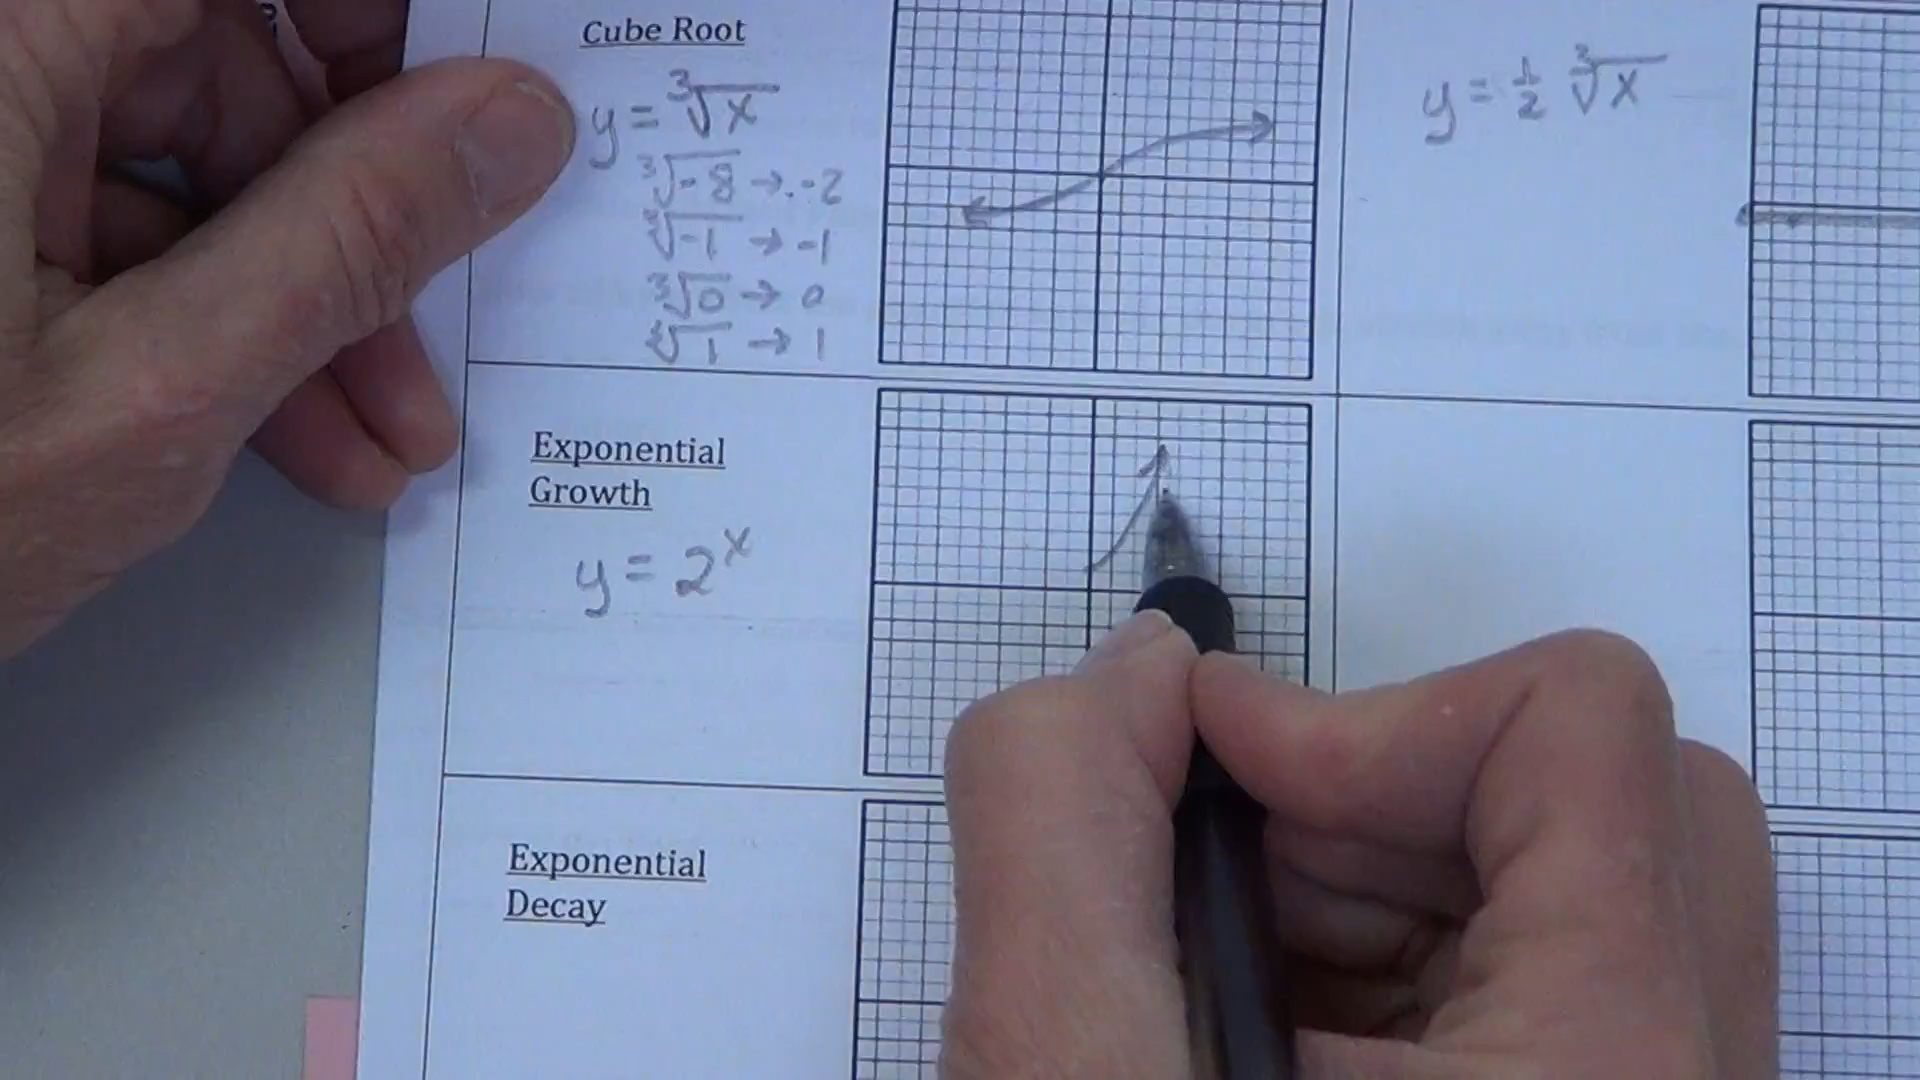 Cube Root
y = ∛x
∛-8 → -2
∛-1 → -1
∛0 → 0
∛1 → 1
y = 1/2 ∛x
Exponential
Growth
y = 2^x
Exponential
Decay